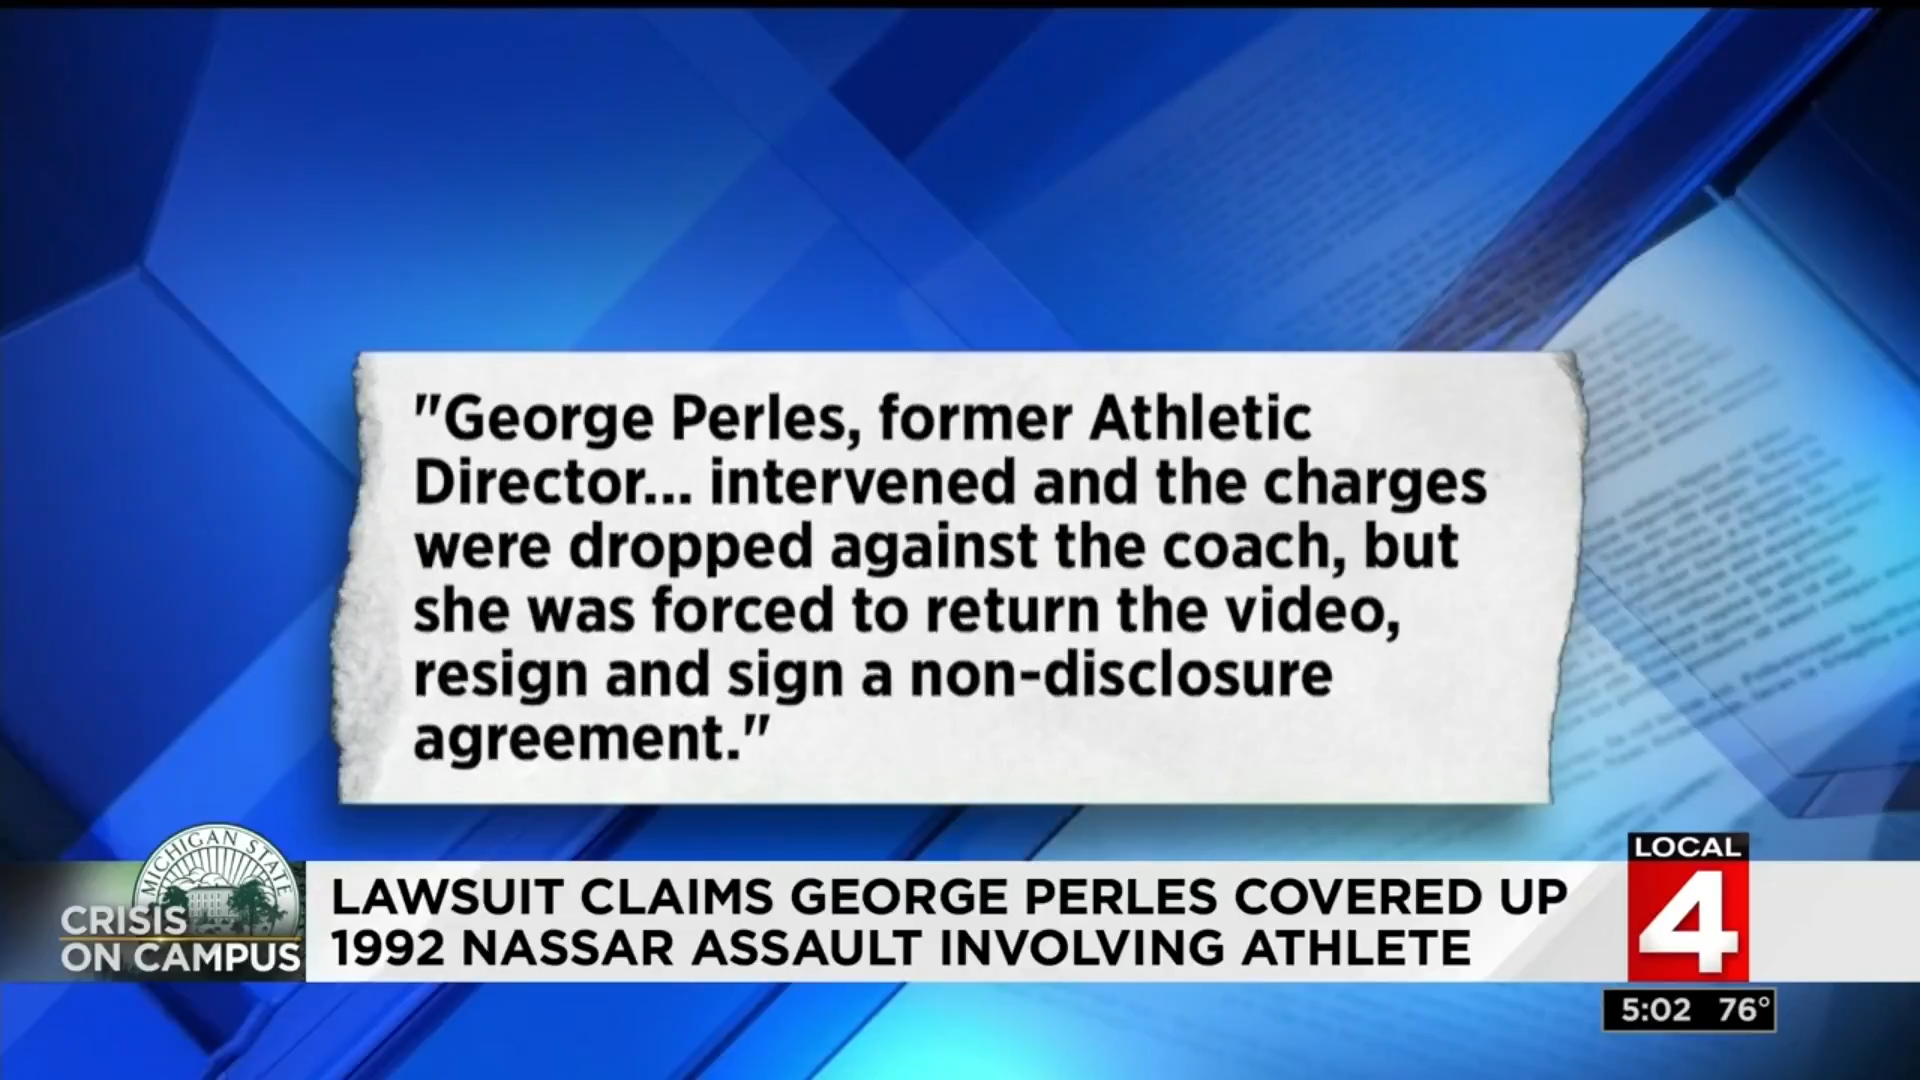 "George Perles, former Athletic
Director... intervened and the charges
were dropped against the coach, but
she was forced to return the video,
resign and sign a non-disclosure
agreement."
MICHIGAN STATE
CRISIS
ON CAMPUS
LAWSUIT CLAIMS GEORGE PERLES COVERED UP
1992 NASSAR ASSAULT INVOLVING ATHLETE
LOCAL
4
5:02 76°